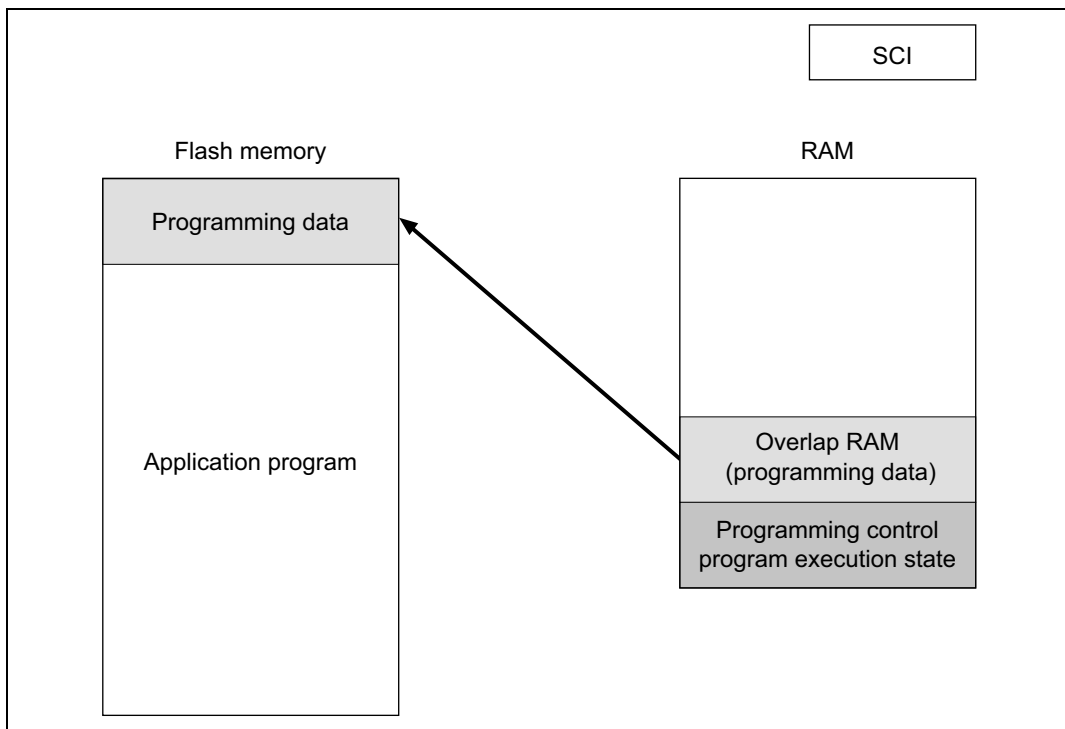 SCI
Flash memory
RAM
Programming data
Application program
Overlap RAM
(programming data)
Programming control
program execution state